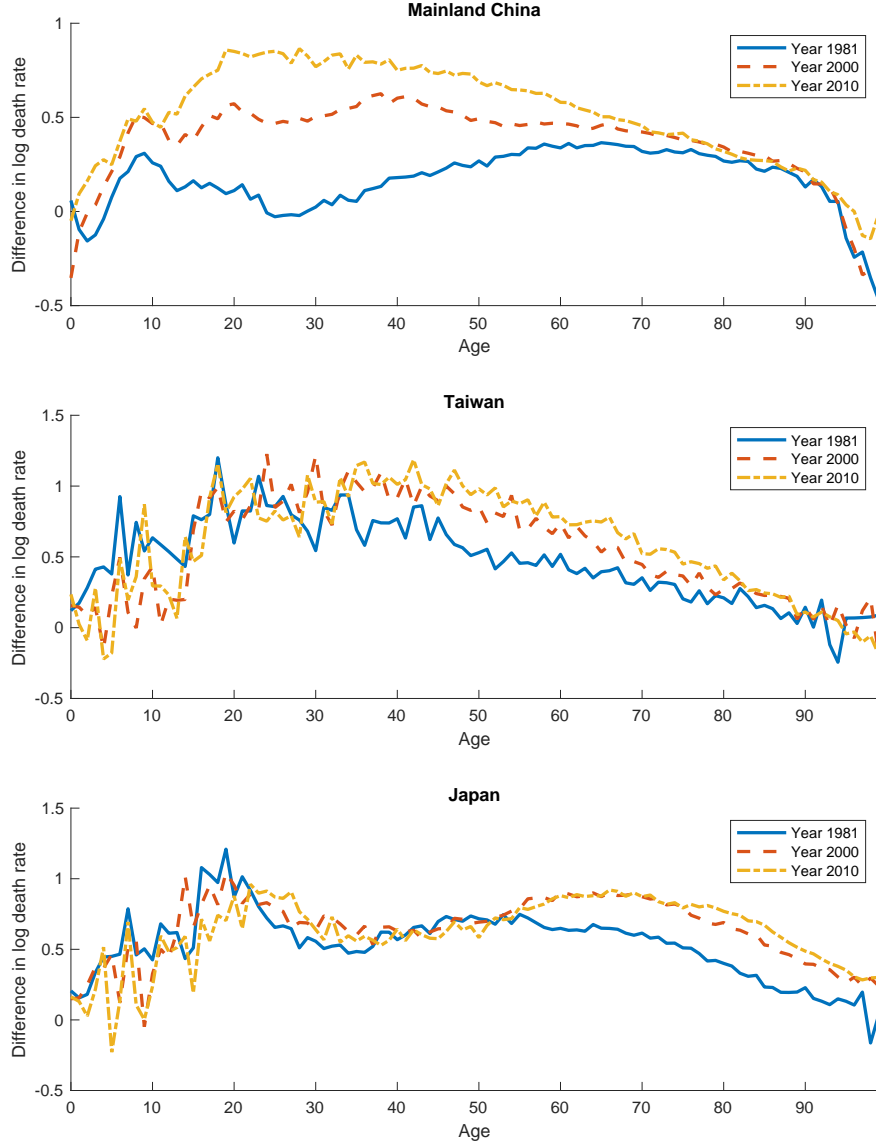 Mainland China
Difference in log death rate
1
0.5
0
-0.5
0 10 20 30 40 50 60 70 80 90
Age
Year 1981
Year 2000
Year 2010
Taiwan
Difference in log death rate
1.5
1
0.5
0
-0.5
0 10 20 30 40 50 60 70 80 90
Age
Year 1981
Year 2000
Year 2010
Japan
Difference in log death rate
1.5
1
0.5
0
-0.5
0 10 20 30 40 50 60 70 80 90
Age
Year 1981
Year 2000
Year 2010